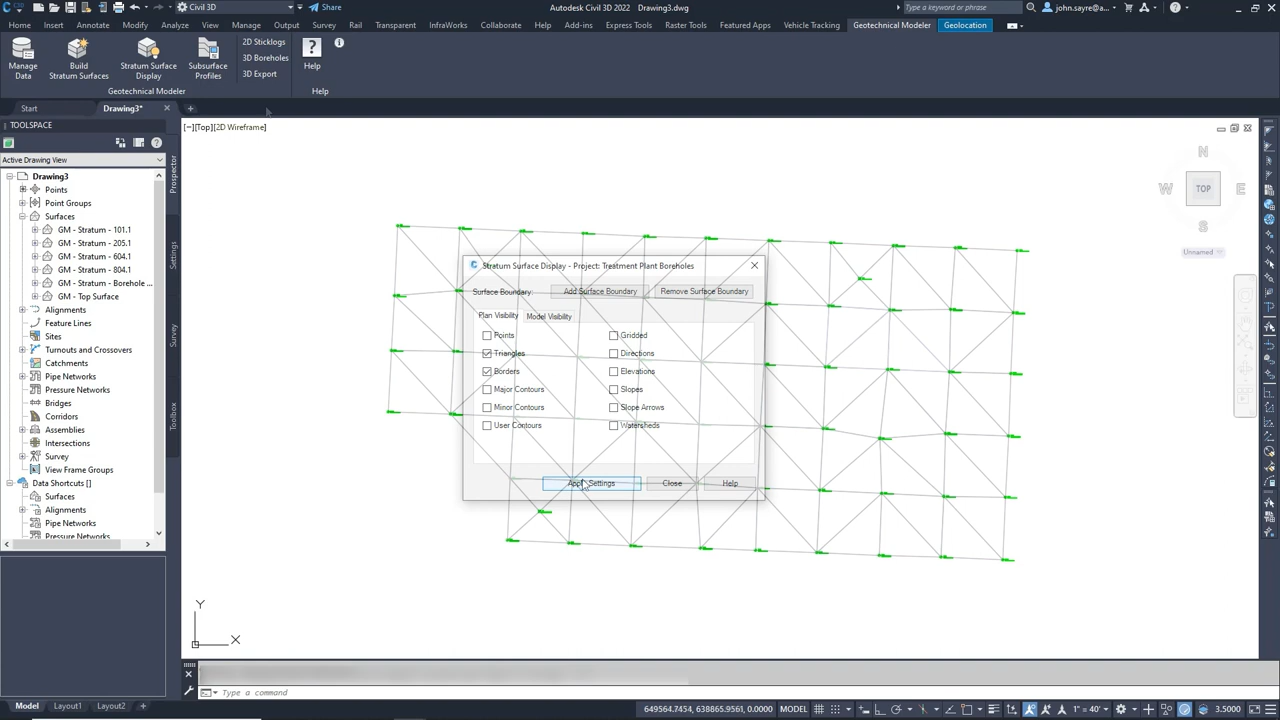 Civil 3D
Share
Autodesk Civil 3D 2022 Drawing3.dwg
Type a keyword or phrase
john.sayre@a...
Home Insert Annotate Modify Analyze View Manage Output Survey Rail Transparent InfraWorks Collaborate Help Add-ins Express Tools Raster Tools Featured Apps Vehicle Tracking Geotechnical Modeler Geolocation
Manage Data
Build Stratum Surfaces
Stratum Surface Display
Subsurface Profiles
2D Sticklogs
3D Boreholes
3D Export
Help
Geotechnical Modeler
Help
Start
Drawing3*
TOOLSPACE
[−][Top][2D Wireframe]
Active Drawing View
Drawing3
Points
Point Groups
Surfaces
GM - Stratum - 101.1
GM - Stratum - 205.1
GM - Stratum - 604.1
GM - Stratum - 804.1
GM - Stratum - Borehole ...
GM - Top Surface
Alignments
Feature Lines
Sites
Turnouts and Crossovers
Catchments
Pipe Networks
Pressure Networks
Bridges
Corridors
Assemblies
Intersections
Survey
View Frame Groups
Data Shortcuts []
Surfaces
Alignments
Pipe Networks
Pressure Networks
Prospector
Settings
Survey
Toolbox
Stratum Surface Display - Project: Treatment Plant Boreholes
Surface Boundary:
Add Surface Boundary
Remove Surface Boundary
Plan Visibility
Model Visibility
Points
Gridded
Triangles
Directions
Borders
Elevations
Major Contours
Slopes
Minor Contours
Slope Arrows
User Contours
Watersheds
Apply Settings
Close
Help
N
W
TOP
E
S
Unnamed
Y
X
Type a command
Model
Layout1
Layout2
649564.7454, 638865.9561, 0.0000
MODEL
1" = 40'
3.5000